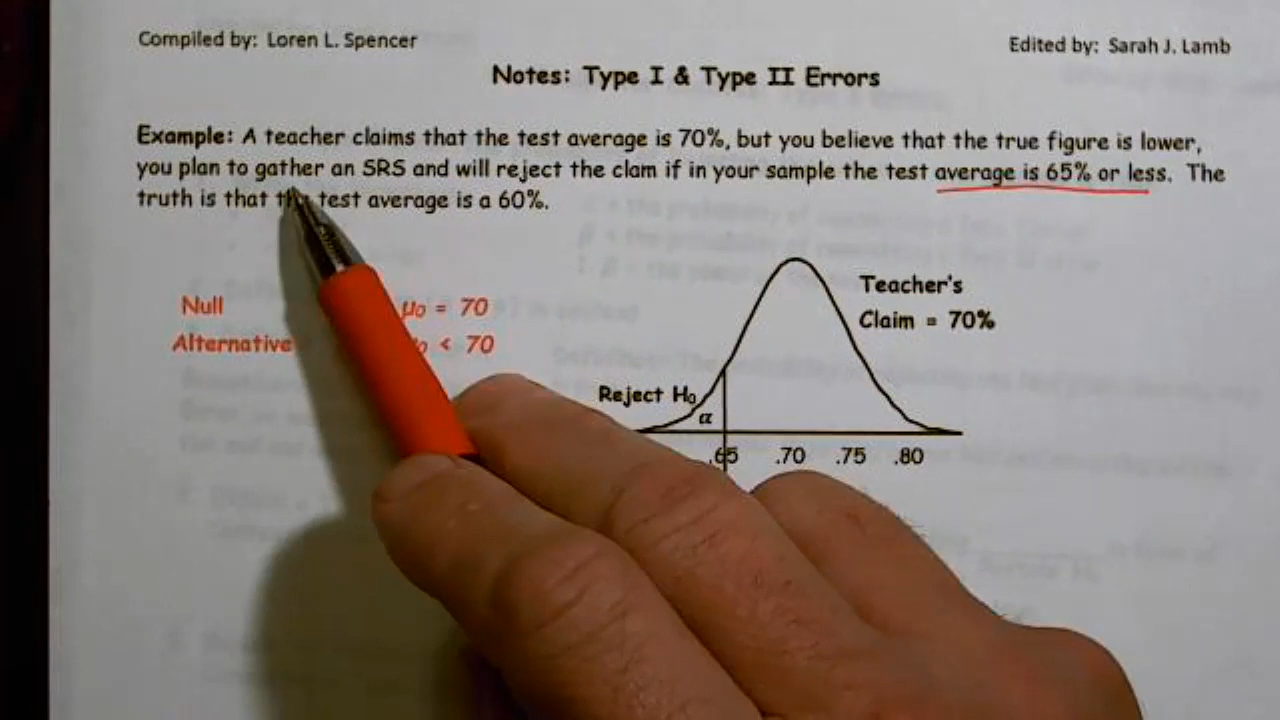 Compiled by: Loren L. Spencer
Edited by: Sarah J. Lamb
Notes: Type I & Type II Errors
Example: A teacher claims that the test average is 70%, but you believe that the true figure is lower,
you plan to gather an SRS and will reject the clam if in your sample the test average is 65% or less. The
truth is that the test average is a 60%.
Teacher's
Claim = 70%
Null μ₀ = 70
Alternative < 70
Reject H₀
α
.65 .70 .75 .80